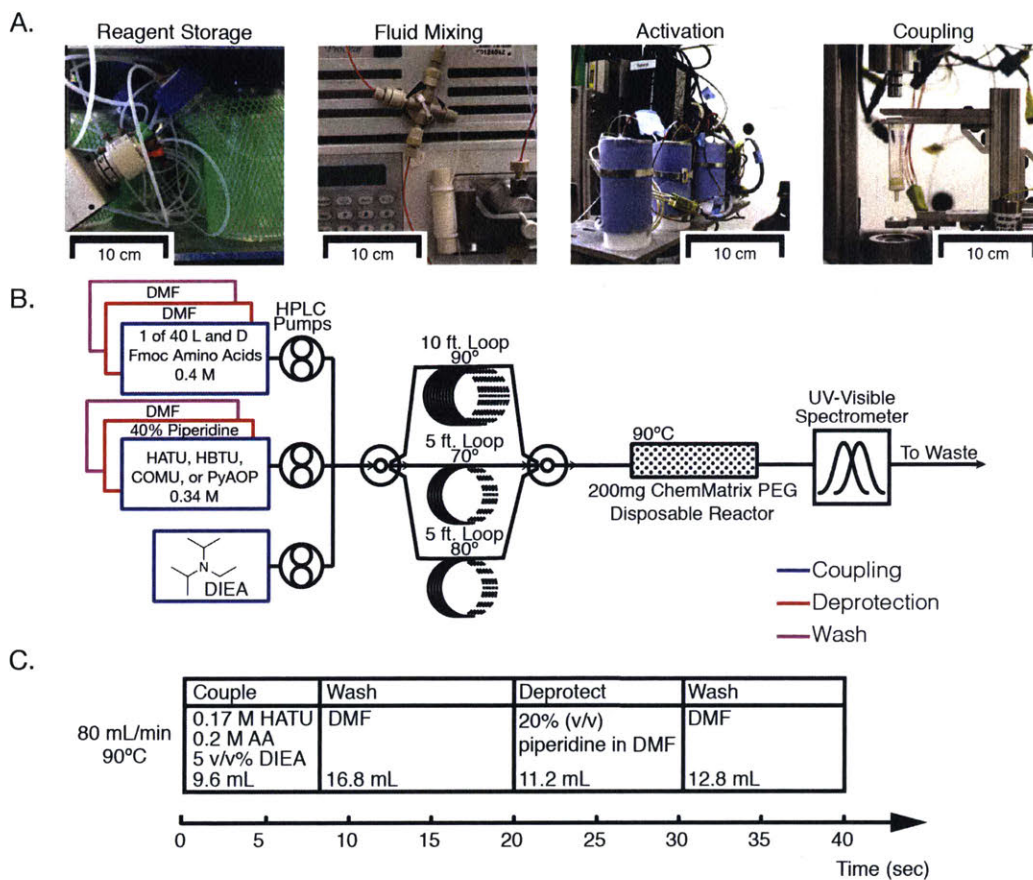 A.
Reagent Storage
Fluid Mixing
Activation
Coupling
10 cm
10 cm
10 cm
10 cm
B.
DMF
DMF
1 of 40 L and D
Fmoc Amino Acids
0.4 M
HPLC
Pumps
DMF
40% Piperidine
HATU, HBTU,
COMU, or PyAOP
0.34 M
N
DIEA
10 ft. Loop
90º
5 ft. Loop
70º
5 ft. Loop
80º
90ºC
200mg ChemMatrix PEG
Disposable Reactor
UV-Visible
Spectrometer
To Waste
Coupling
Deprotection
Wash
C.
80 mL/min
90ºC
Couple
0.17 M HATU
0.2 M AA
5 v/v% DIEA
9.6 mL
Wash
DMF
16.8 mL
Deprotect
20% (v/v)
piperidine in DMF
11.2 mL
Wash
DMF
12.8 mL
0 5 10 15 20 25 30 35 40
Time (sec)